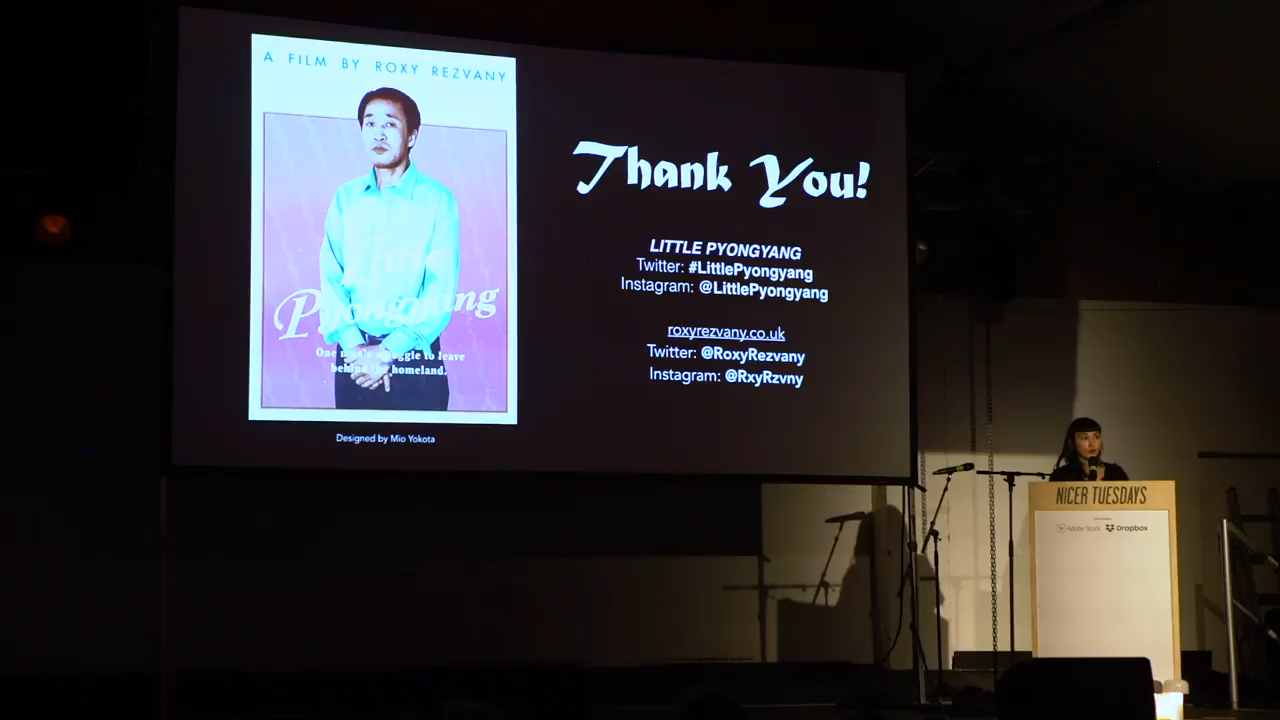 A FILM BY ROXY REZVANY
Little
Pyongyang
One man's struggle to leave
behind the homeland.
Designed by Mio Yokota
Thank You!
LITTLE PYONGYANG
Twitter: #LittlePyongyang
Instagram: @LittlePyongyang
roxyrezvany.co.uk
Twitter: @RoxyRezvany
Instagram: @RxyRzvny
NICER TUESDAYS
Adobe Stock Dropbox